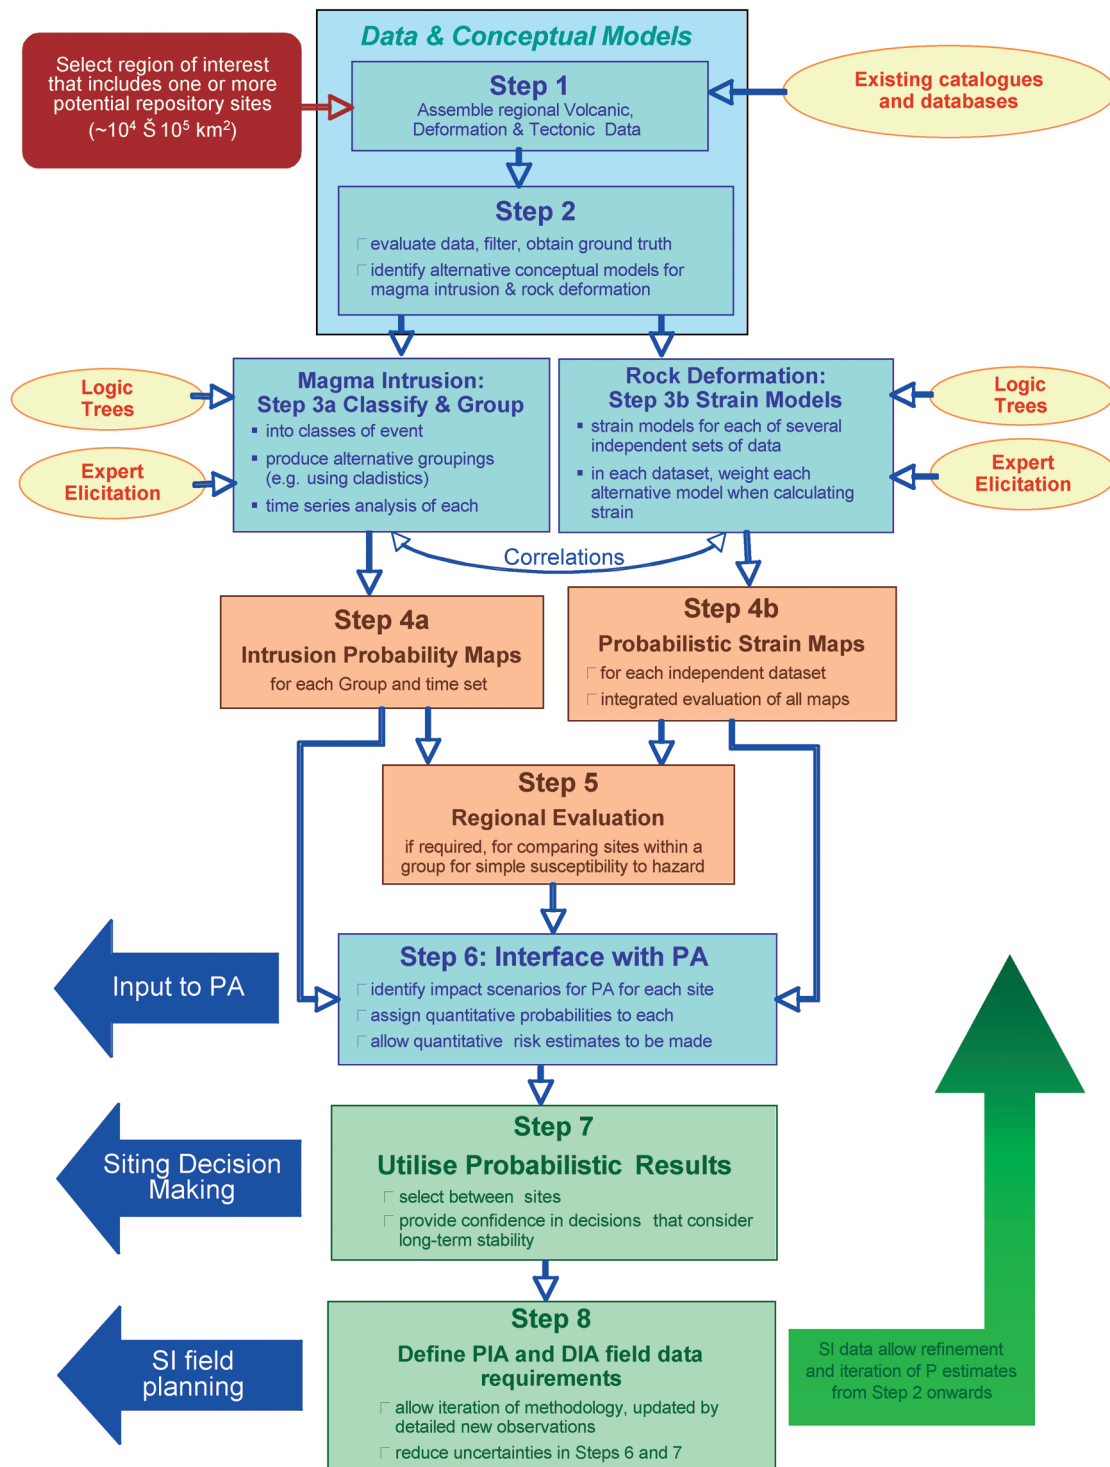 Data & Conceptual Models
Select region of interest
that includes one or more
potential repository sites
(~10⁴ Š 10⁵ km²)
Step 1
Assemble regional Volcanic,
Deformation & Tectonic Data
Existing catalogues
and databases
Step 2
evaluate data, filter, obtain ground truth
identify alternative conceptual models for
magma intrusion & rock deformation
Logic
Trees
Expert
Elicitation
Magma Intrusion:
Step 3a Classify & Group
▪ into classes of event
▪ produce alternative groupings
(e.g. using cladistics)
▪ time series analysis of each
Rock Deformation:
Step 3b Strain Models
▪ strain models for each of several
independent sets of data
▪ in each dataset, weight each
alternative model when calculating
strain
Logic
Trees
Expert
Elicitation
Correlations
Step 4a
Intrusion Probability Maps
for each Group and time set
Step 4b
Probabilistic Strain Maps
for each independent dataset
integrated evaluation of all maps
Step 5
Regional Evaluation
if required, for comparing sites within a
group for simple susceptibility to hazard
Input to PA
Step 6: Interface with PA
identify impact scenarios for PA for each site
assign quantitative probabilities to each
allow quantitative risk estimates to be made
Siting Decision
Making
Step 7
Utilise Probabilistic Results
select between sites
provide confidence in decisions that consider
long-term stability
SI field
planning
Step 8
Define PIA and DIA field data
requirements
allow iteration of methodology, updated by
detailed new observations
reduce uncertainties in Steps 6 and 7
SI data allow refinement
and iteration of P estimates
from Step 2 onwards